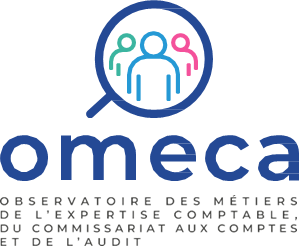 omeca
OBSERVATOIRE DES MÉTIERS
DE L'EXPERTISE COMPTABLE,
DU COMMISSARIAT AUX COMPTES
ET DE L'AUDIT